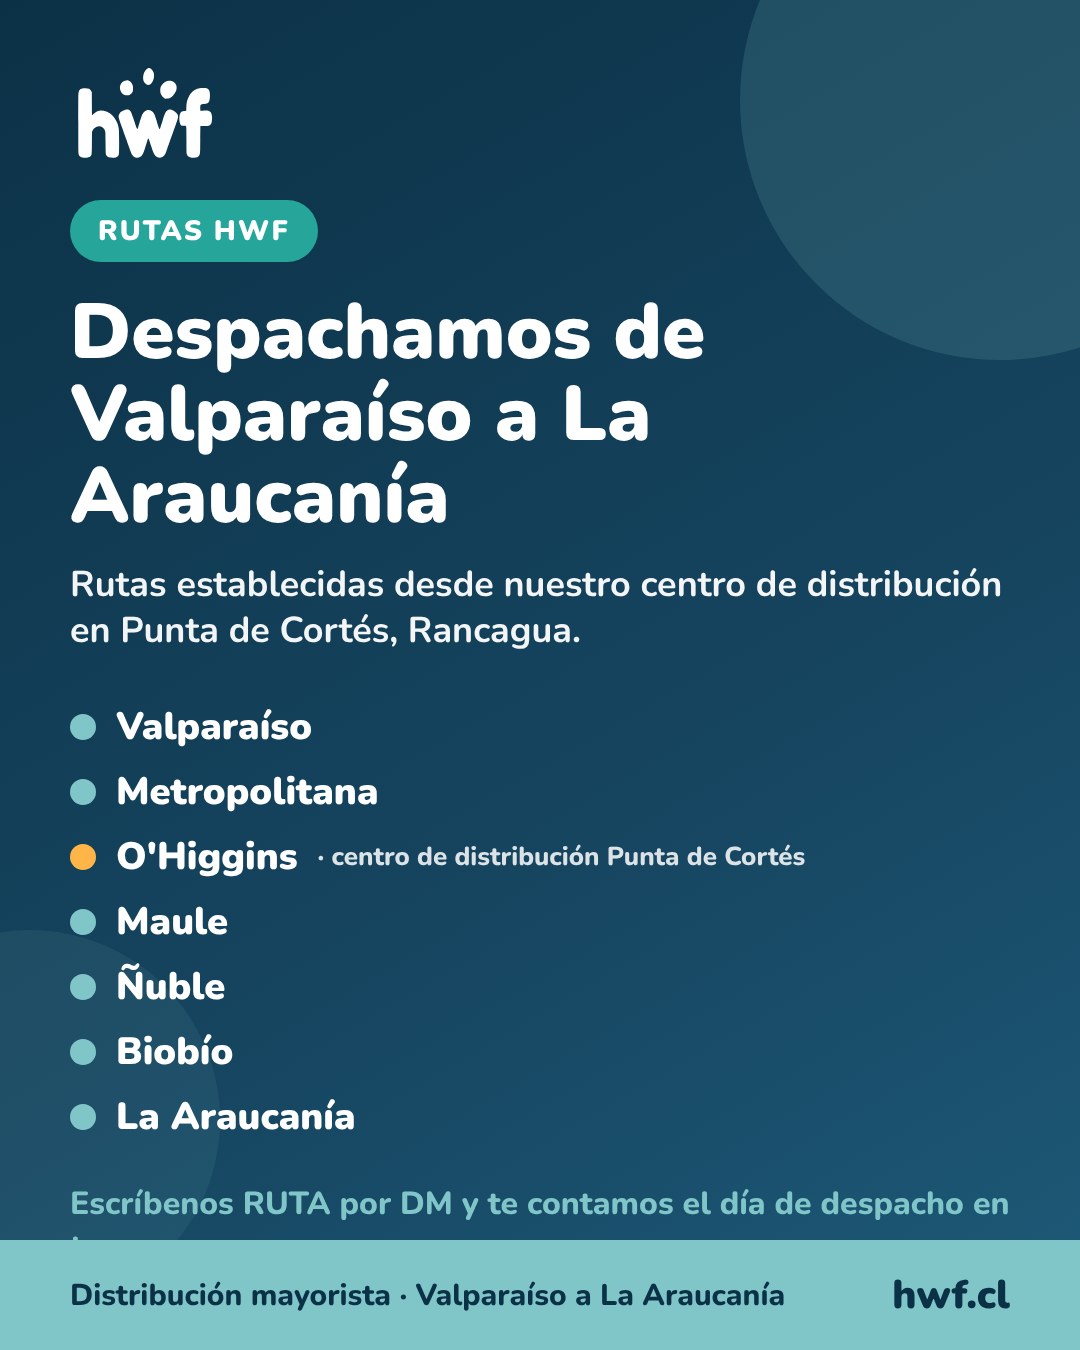 hwf
RUTAS HWF
Despachamos de
Valparaíso a La
Araucanía
Rutas establecidas desde nuestro centro de distribución
en Punta de Cortés, Rancagua.
Valparaíso
Metropolitana
O'Higgins · centro de distribución Punta de Cortés
Maule
Ñuble
Biobío
La Araucanía
Escríbenos RUTA por DM y te contamos el día de despacho en
Distribución mayorista · Valparaíso a La Araucanía hwf.cl